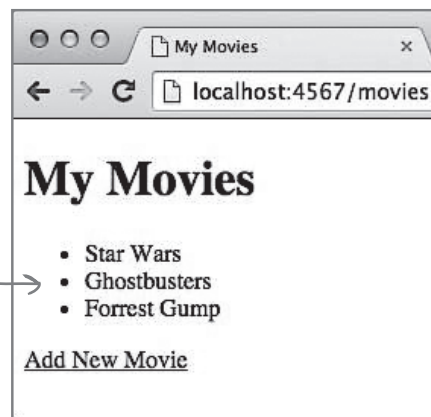 My Movies
localhost:4567/movies
My Movies
• Star Wars
• Ghostbusters
• Forrest Gump
Add New Movie